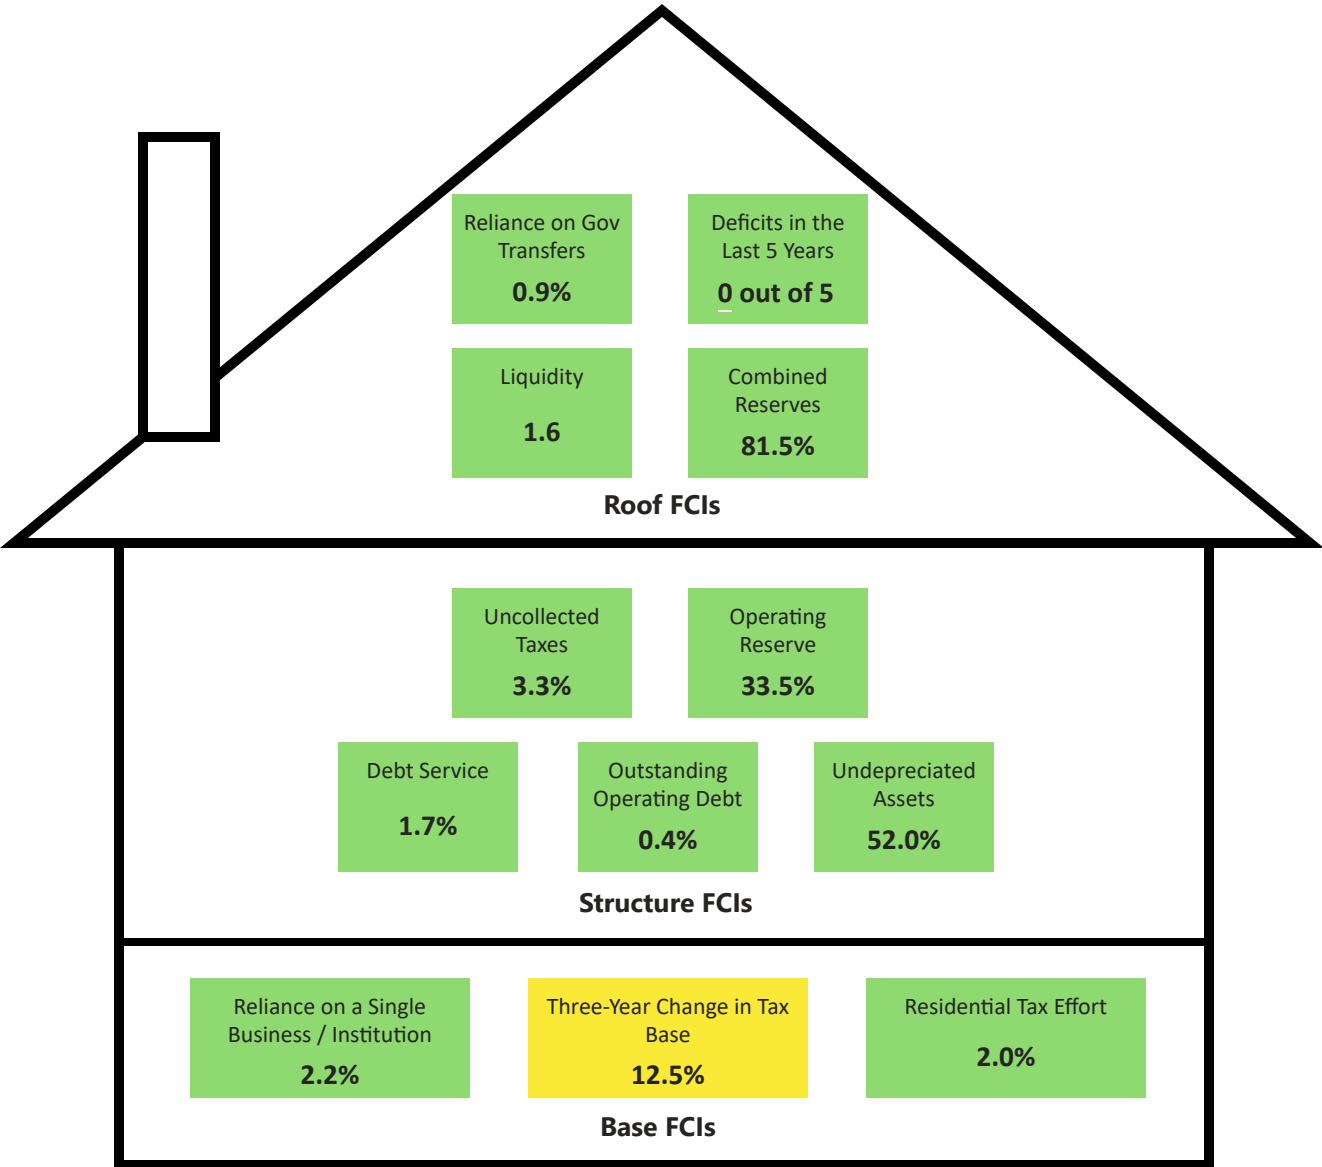 Reliance on Gov
Transfers
0.9%
Deficits in the
Last 5 Years
0 out of 5
Liquidity
1.6
Combined
Reserves
81.5%
Roof FCIs
Uncollected
Taxes
3.3%
Operating
Reserve
33.5%
Debt Service
1.7%
Outstanding
Operating Debt
0.4%
Undepreciated
Assets
52.0%
Structure FCIs
Reliance on a Single
Business / Institution
2.2%
Three-Year Change in Tax
Base
12.5%
Residential Tax Effort
2.0%
Base FCIs